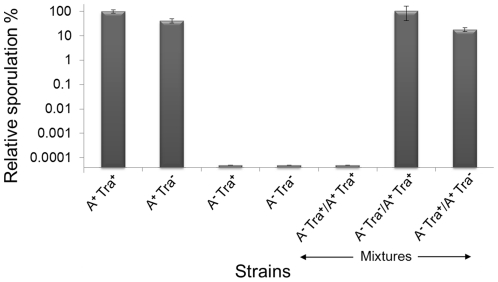 Relative sporulation %
100
10
1
0.1
0.01
0.001
0.0001
A⁺ Tra⁺
A⁺ Tra⁻
A⁻ Tra⁺
A⁻ Tra⁻
A⁻ Tra⁺/A⁺ Tra⁺
A⁻ Tra⁻/A⁺ Tra⁺
A⁻ Tra⁺/A⁺ Tra⁻
Mixtures
Strains